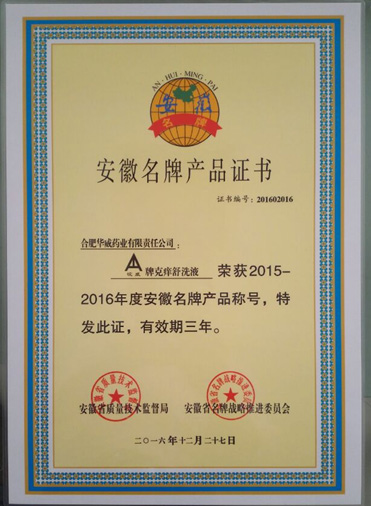 AN·HUI·MING·PAI
安徽
名牌
安徽名牌产品证书
证书编号：201602016
合肥华威药业有限责任公司：
牌克痒舒洗液 荣获2015-
2016年度安徽名牌产品称号，特
发此证，有效期三年。
安徽省质量技术监督局 安徽省名牌战略推进委员会
二〇一六年十二月二十七日